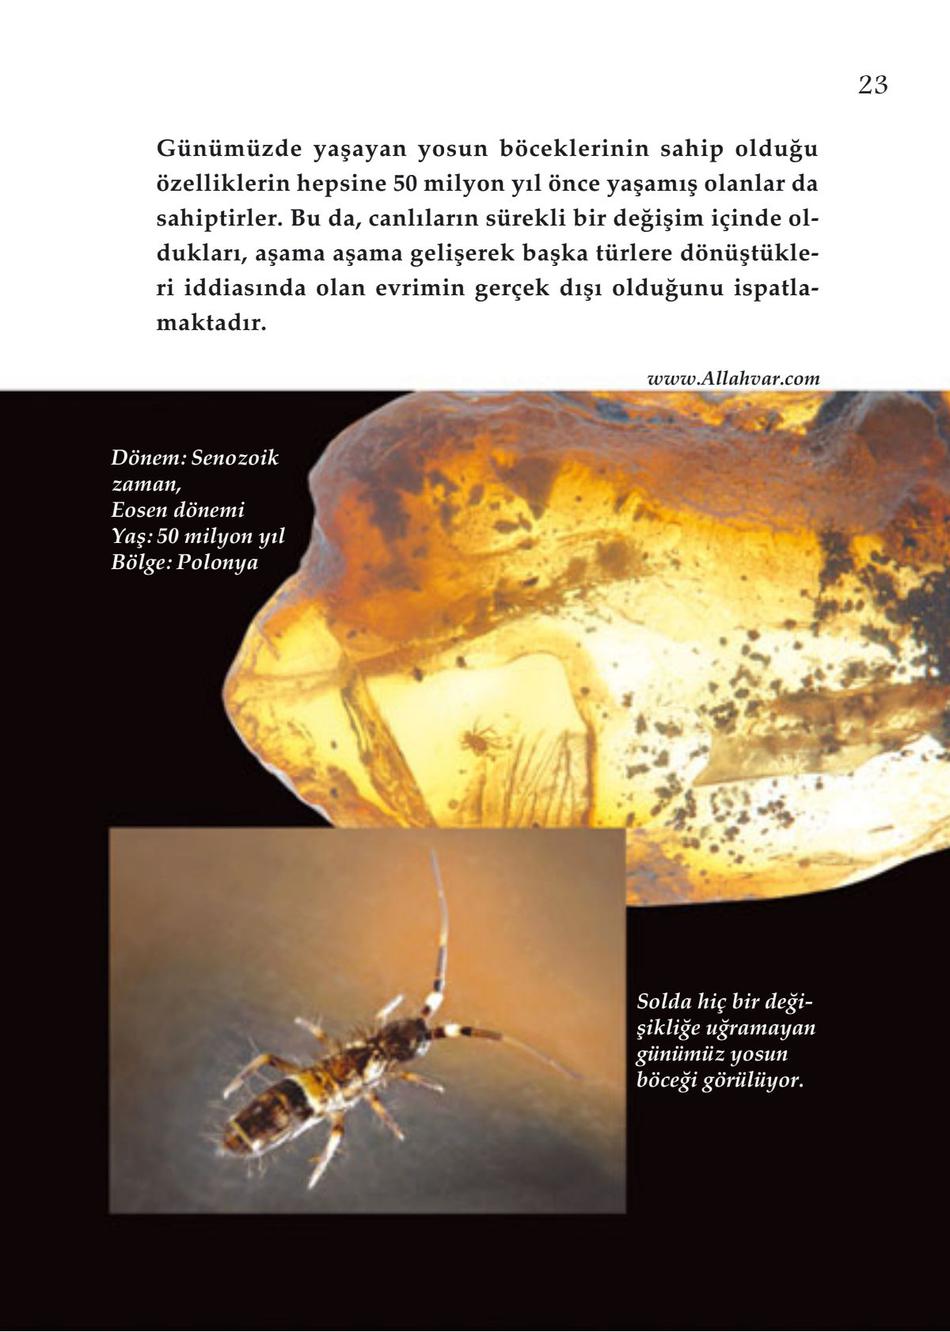 23
Günümüzde yaşayan yosun böceklerinin sahip olduğu
özelliklerin hepsine 50 milyon yıl önce yaşamış olanlar da
sahiptirler. Bu da, canlıların sürekli bir değişim içinde ol-
dukları, aşama aşama gelişerek başka türlere dönüştükle-
ri iddiasında olan evrimin gerçek dışı olduğunu ispatla-
maktadır.
www.Allahvar.com
Dönem: Senozoik
zaman,
Eosen dönemi
Yaş: 50 milyon yıl
Bölge: Polonya
Solda hiç bir deği-
şikliğe uğramayan
günümüz yosun
böceği görülüyor.